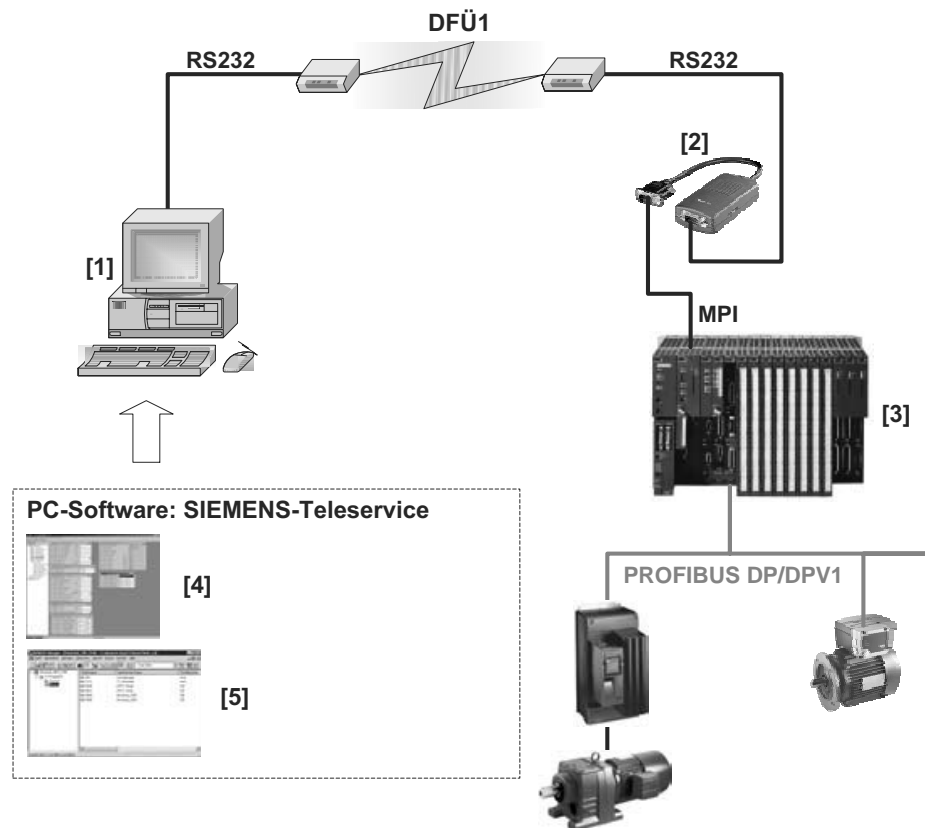 DFÜ1
RS232
RS232
[2]
[1]
MPI
[3]
PC-Software: SIEMENS-Teleservice
[4]
PROFIBUS DP/DPV1
[5]